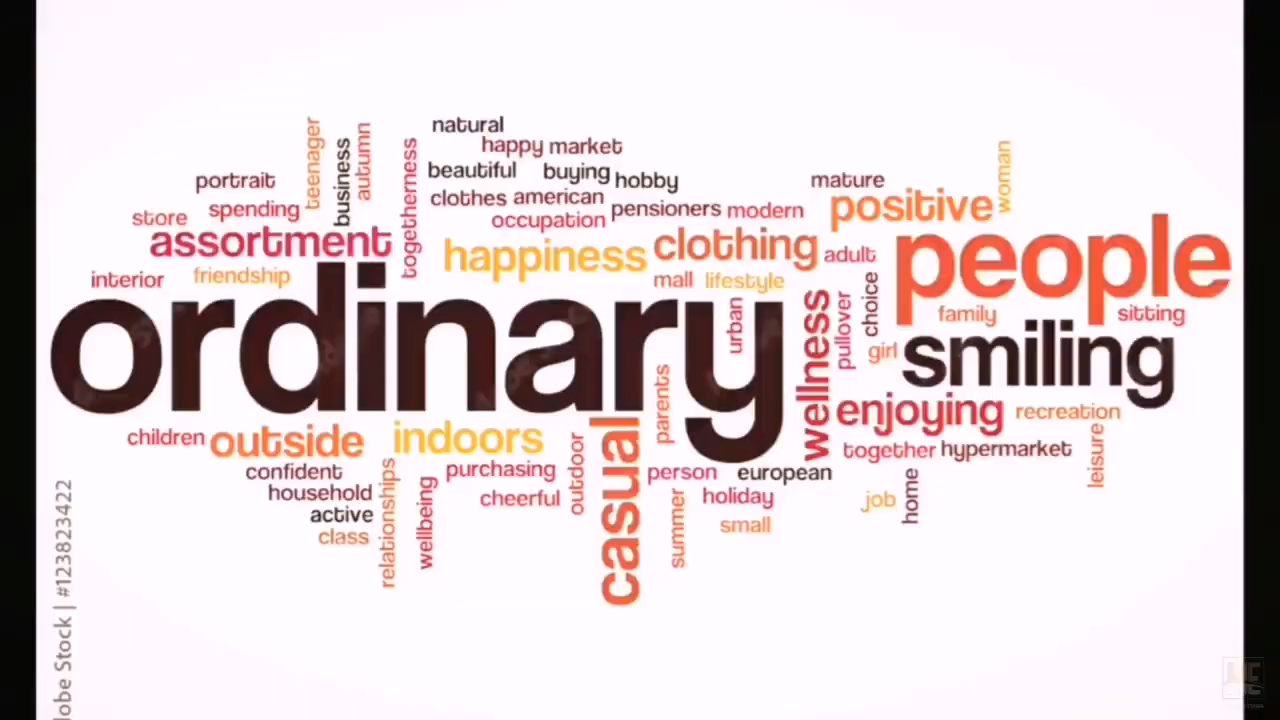 natural
happy market
teenager
business
autumn
togetherness
beautiful buying hobby
portrait
mature
woman
clothes american
store spending
occupation pensioners modern positive
assortment
happiness clothing adult people
interior friendship
mall lifestyle
ordinary
urban
wellness
pullover
choice
family sitting
girl smiling
parents
enjoying recreation
children outside indoors
outdoor
casual
together hypermarket
leisure
confident
relationships
purchasing
person european
household
wellbeing
cheerful
summer
holiday
job
home
active
small
class
dobe Stock | #123823422